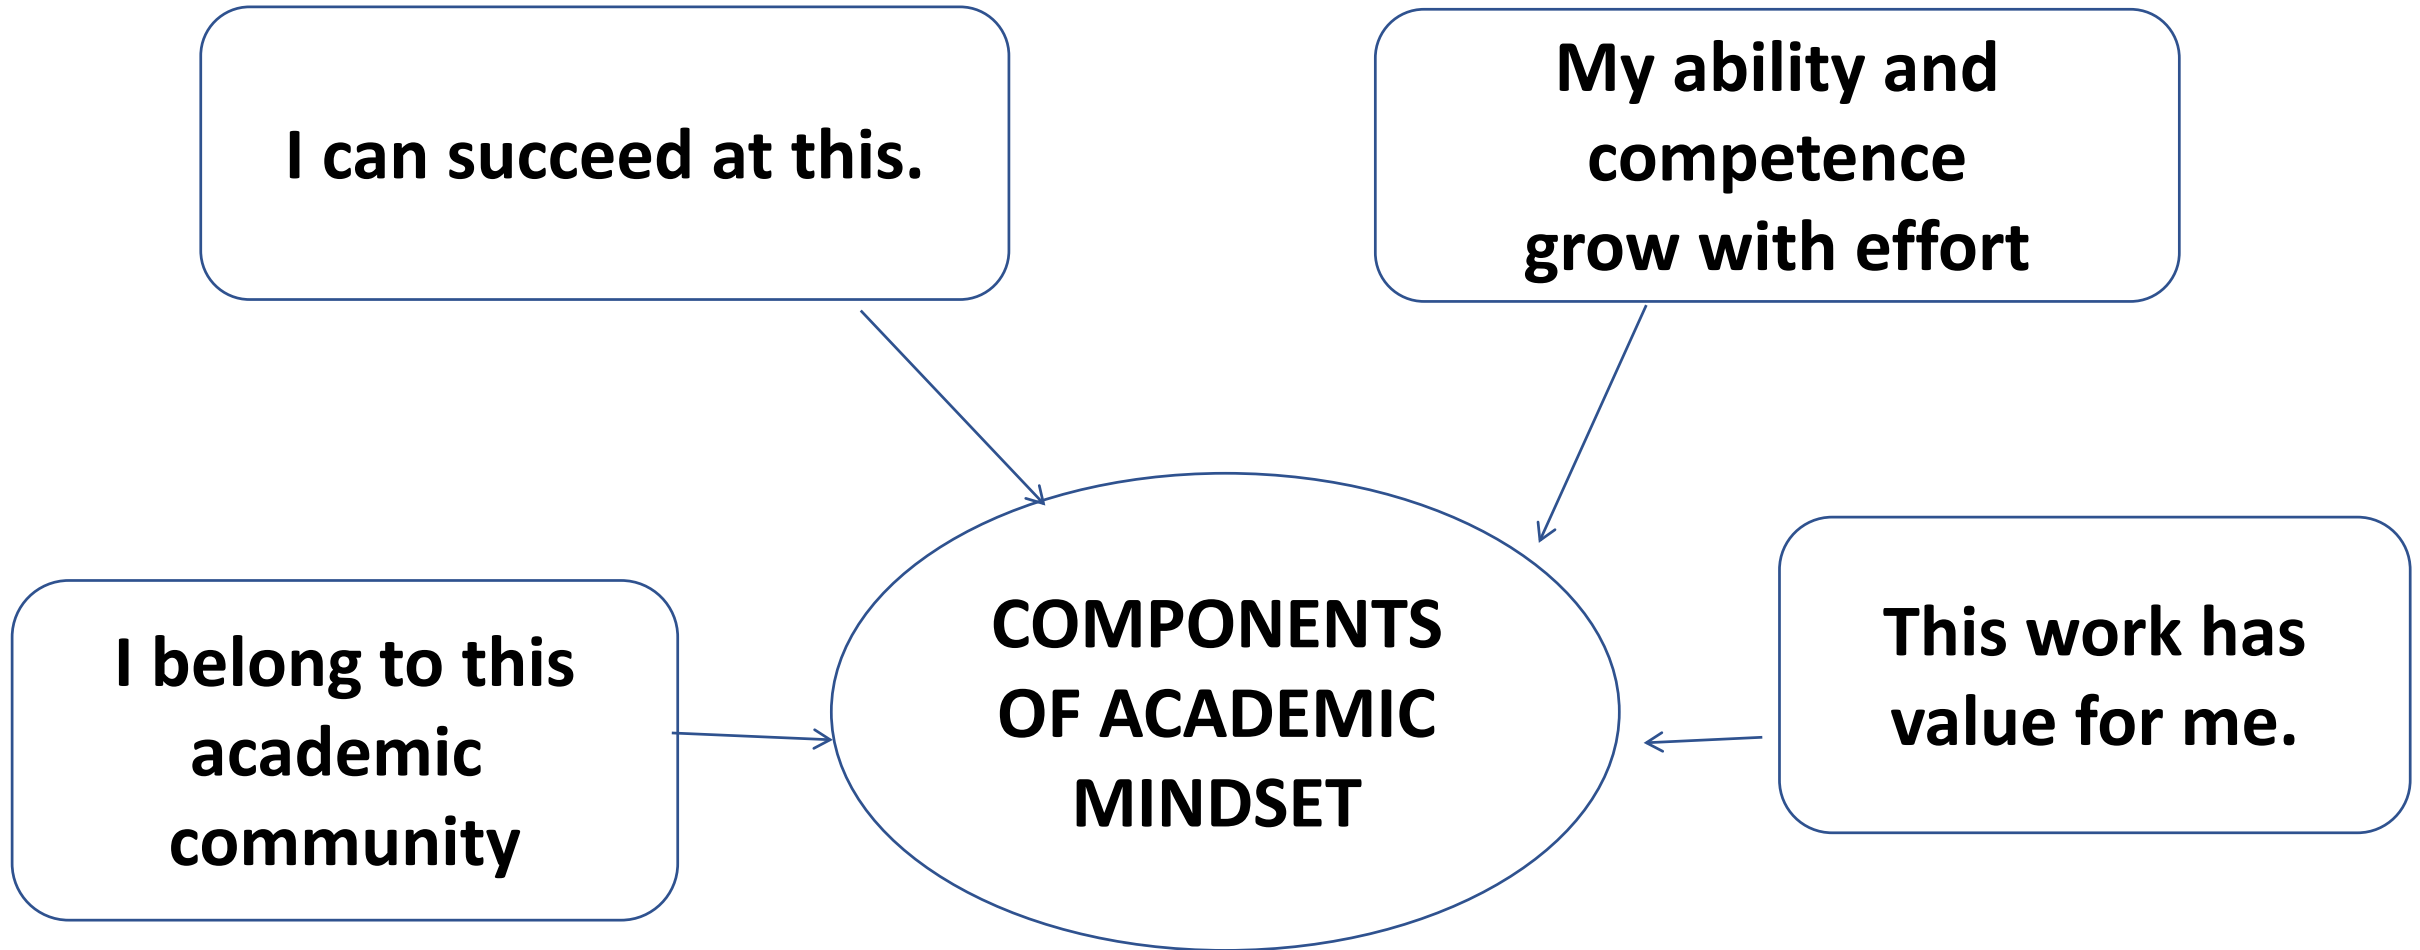 I can succeed at this.
My ability and
competence
grow with effort
I belong to this
academic
community
COMPONENTS
OF ACADEMIC
MINDSET
This work has
value for me.